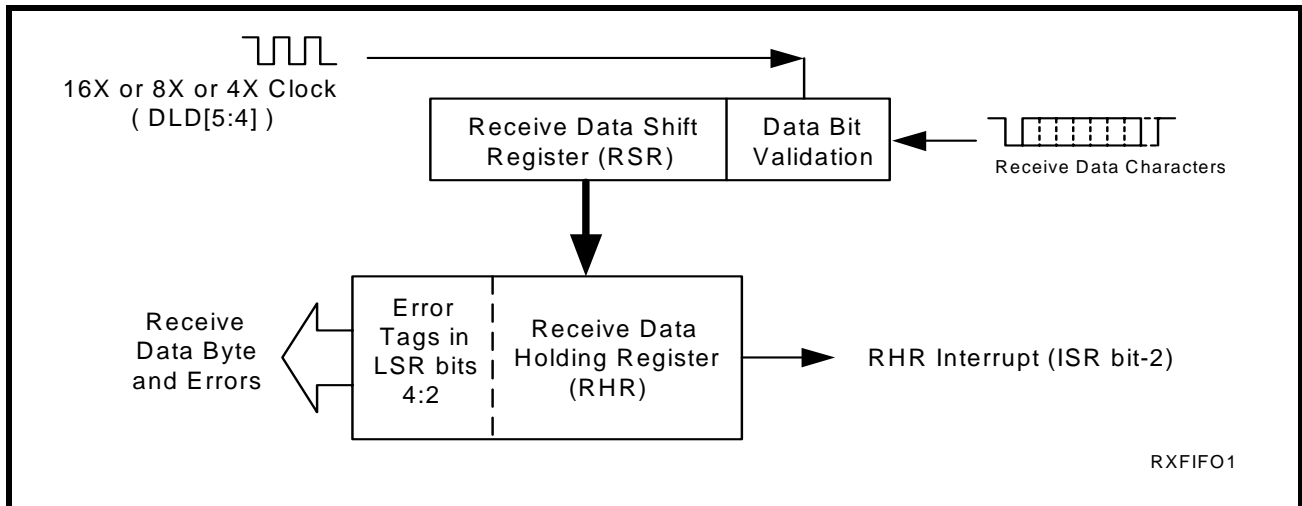 16X or 8X or 4X Clock
( DLD[5:4] )
Receive Data Shift
Register (RSR)
Data Bit
Validation
Receive Data Characters
Receive
Data Byte
and Errors
Error
Tags in
LSR bits
4:2
Receive Data
Holding Register
(RHR)
RHR Interrupt (ISR bit-2)
RXFIFO1